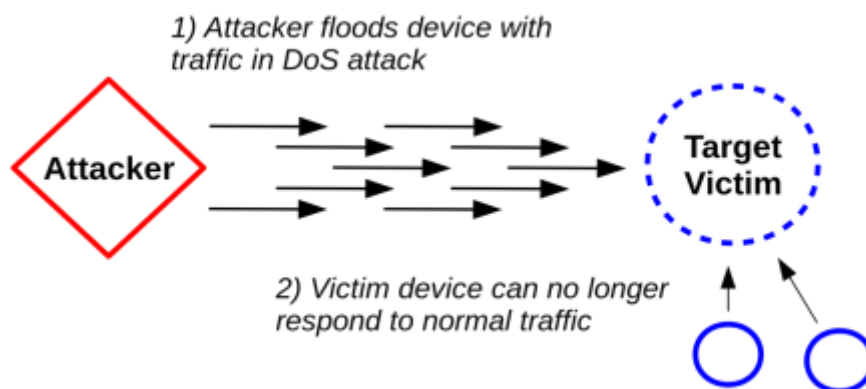 1) Attacker floods device with
traffic in DoS attack
Attacker
Target
Victim
2) Victim device can no longer
respond to normal traffic